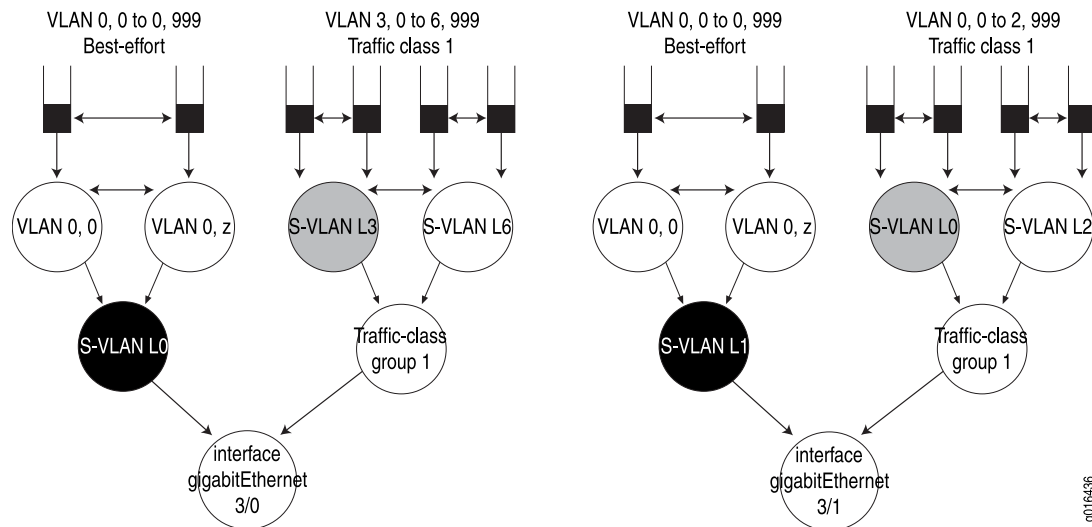 VLAN 0, 0 to 0, 999
Best-effort
VLAN 3, 0 to 6, 999
Traffic class 1
VLAN 0, 0
VLAN 0, z
S-VLAN L3
S-VLAN L6
S-VLAN L0
Traffic-class
group 1
interface
gigabitEthernet
3/0
VLAN 0, 0 to 0, 999
Best-effort
VLAN 0, 0 to 2, 999
Traffic class 1
VLAN 0, 0
VLAN 0, z
S-VLAN L0
S-VLAN L2
S-VLAN L1
Traffic-class
group 1
interface
gigabitEthernet
3/1
g016436